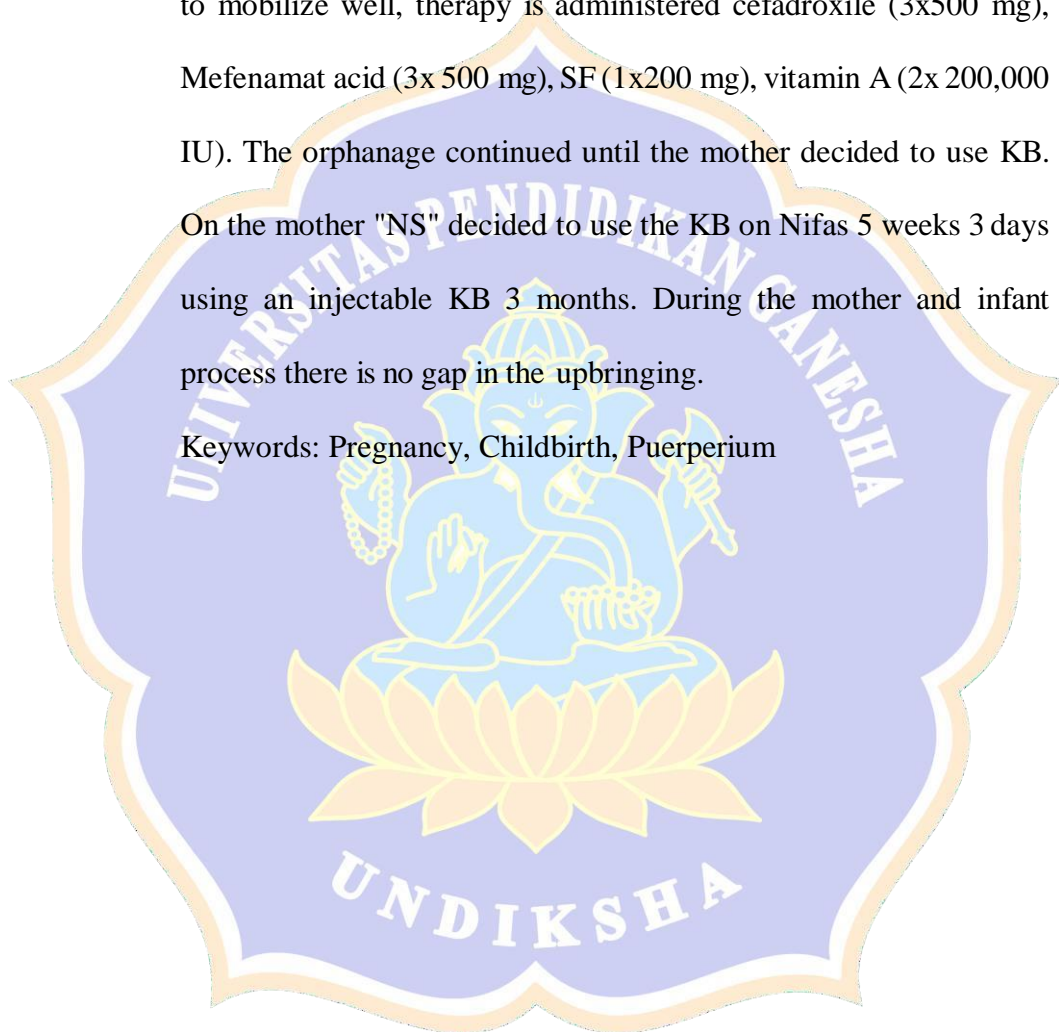 to mobilize well, therapy is administered cefadroxile (3x500 mg),
Mefenamat acid (3x 500 mg), SF (1x200 mg), vitamin A (2x 200,000
IU). The orphanage continued until the mother decided to use KB.
On the mother "NS" decided to use the KB on Nifas 5 weeks 3 days
using an injectable KB 3 months. During the mother and infant
process there is no gap in the upbringing.
Keywords: Pregnancy, Childbirth, Puerperium
UNIVERSITAS PENDIDIKAN GANESHA
UNDIKSHA